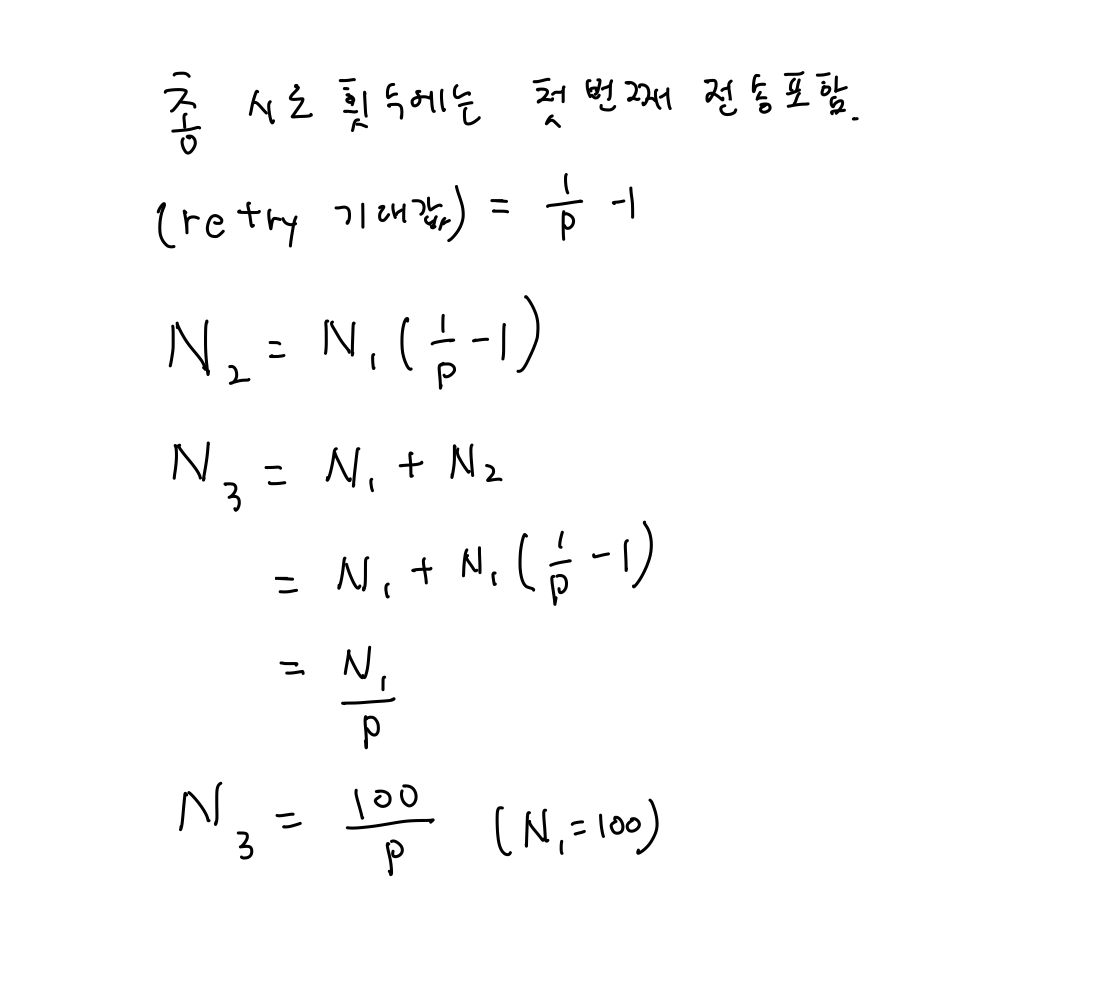 총 시도 횟수에는 첫 번째 전송 포함.
(retry 기대값) = 1/p - 1
N₂ = N₁ (1/p - 1)
N₃ = N₁ + N₂
= N₁ + N₁ (1/p - 1)
= N₁/p
N₃ = 100/p (N₁ = 100)